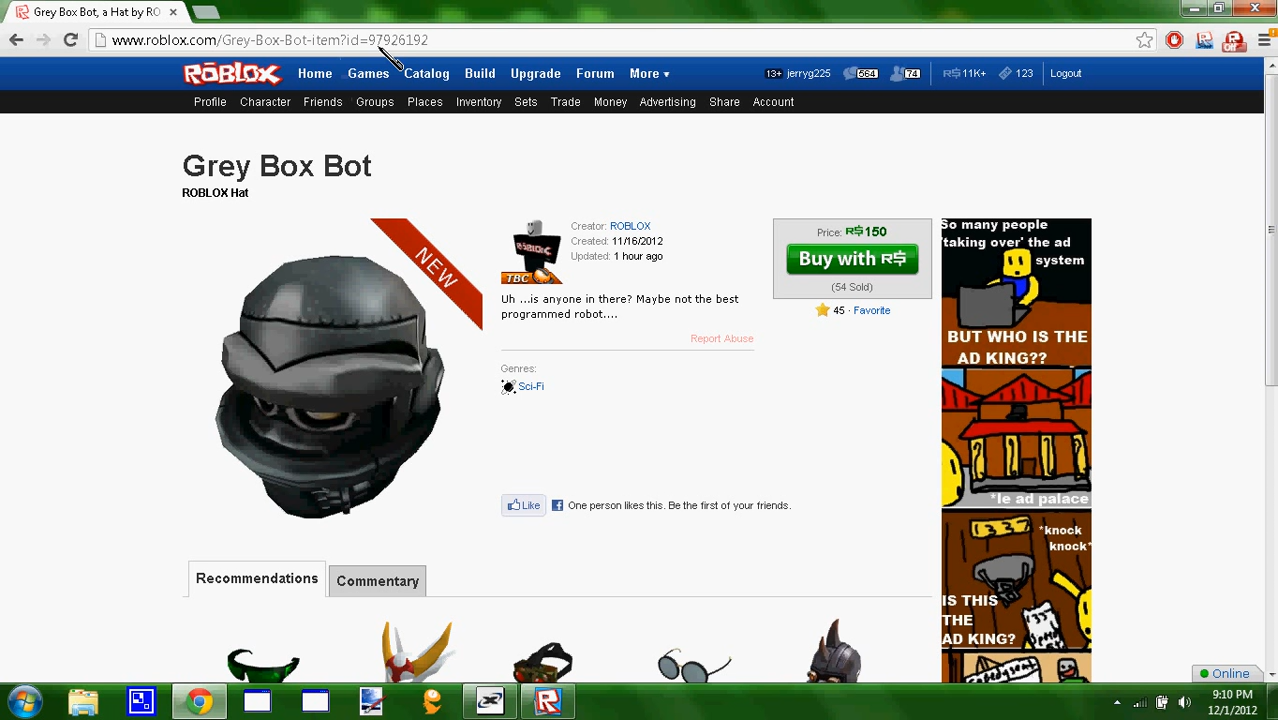 Grey Box Bot, a Hat by RO
www.roblox.com/Grey-Box-Bot-item?id=97926192
ROBLOX Home Games Catalog Build Upgrade Forum More 13+ jerryg225 564 74 R$ 11K+ 123 Logout
Profile Character Friends Groups Places Inventory Sets Trade Money Advertising Share Account
Grey Box Bot
ROBLOX Hat
NEW
ROBLOX
TBC
Creator: ROBLOX
Created: 11/16/2012
Updated: 1 hour ago
Uh ...is anyone in there? Maybe not the best
programmed robot....
Report Abuse
Genres:
Sci-Fi
Like
One person likes this. Be the first of your friends.
Price: R$ 150
Buy with R$
(54 Sold)
45 · Favorite
So many people
'taking over' the ad
system
BUT WHO IS THE
AD KING??
*le ad palace
1337
*knock
knock*
IS THIS
THE
AD KING?
Recommendations
Commentary
Online
9:10 PM
12/1/2012